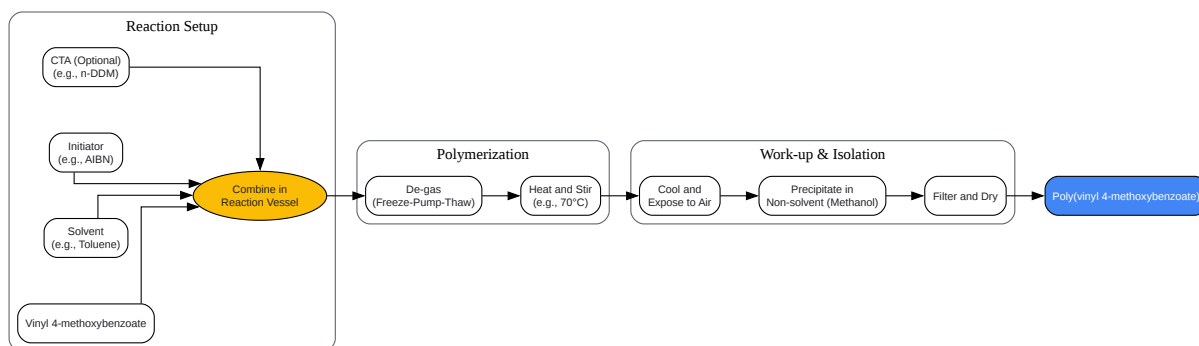 Reaction Setup
CTA (Optional)
(e.g., n-DDM)
Initiator
(e.g., AIBN)
Solvent
(e.g., Toluene)
Vinyl 4-methoxybenzoate
Combine in
Reaction Vessel
Polymerization
De-gas
(Freeze-Pump-Thaw)
Heat and Stir
(e.g., 70°C)
Work-up & Isolation
Cool and
Expose to Air
Precipitate in
Non-solvent (Methanol)
Filter and Dry
Poly(vinyl 4-methoxybenzoate)